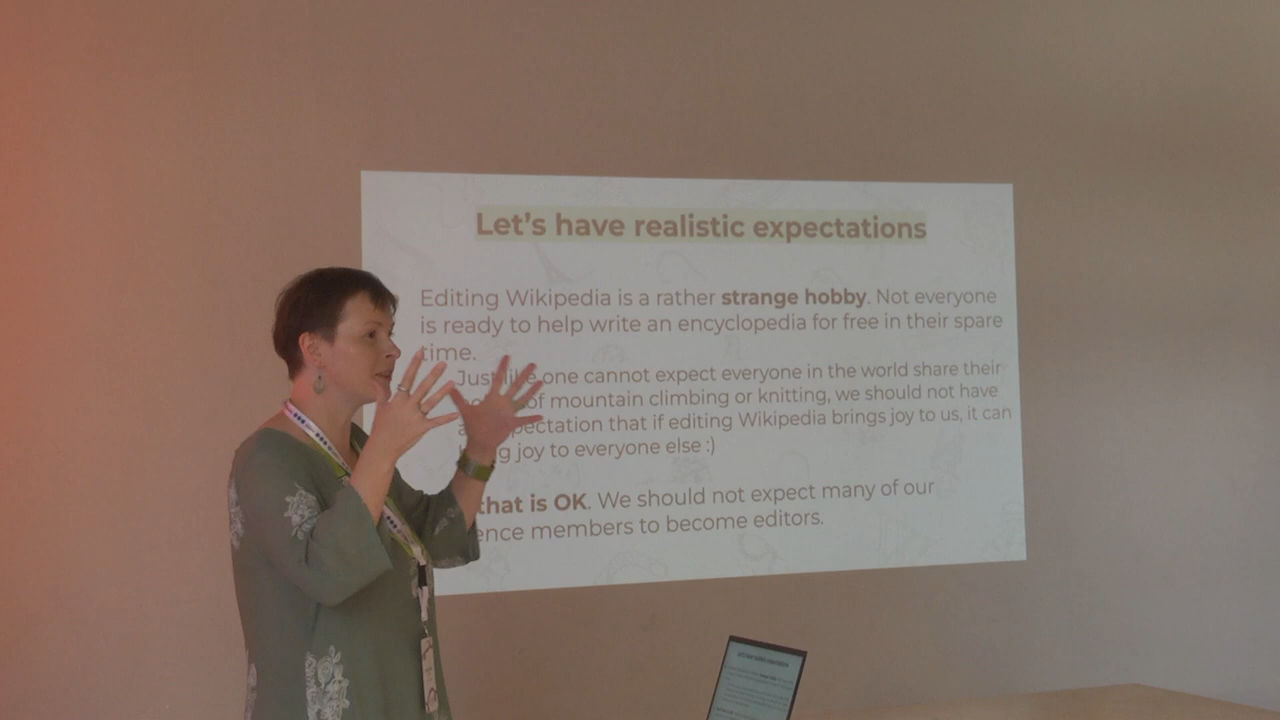 Let's have realistic expectations
Editing Wikipedia is a rather strange hobby. Not everyone
is ready to help write an encyclopedia for free in their spare
time.
Just like one cannot expect everyone in the world share their
of mountain climbing or knitting, we should not have
expectation that if editing Wikipedia brings joy to us, it can
joy to everyone else :)
that is OK. We should not expect many of our
members to become editors.